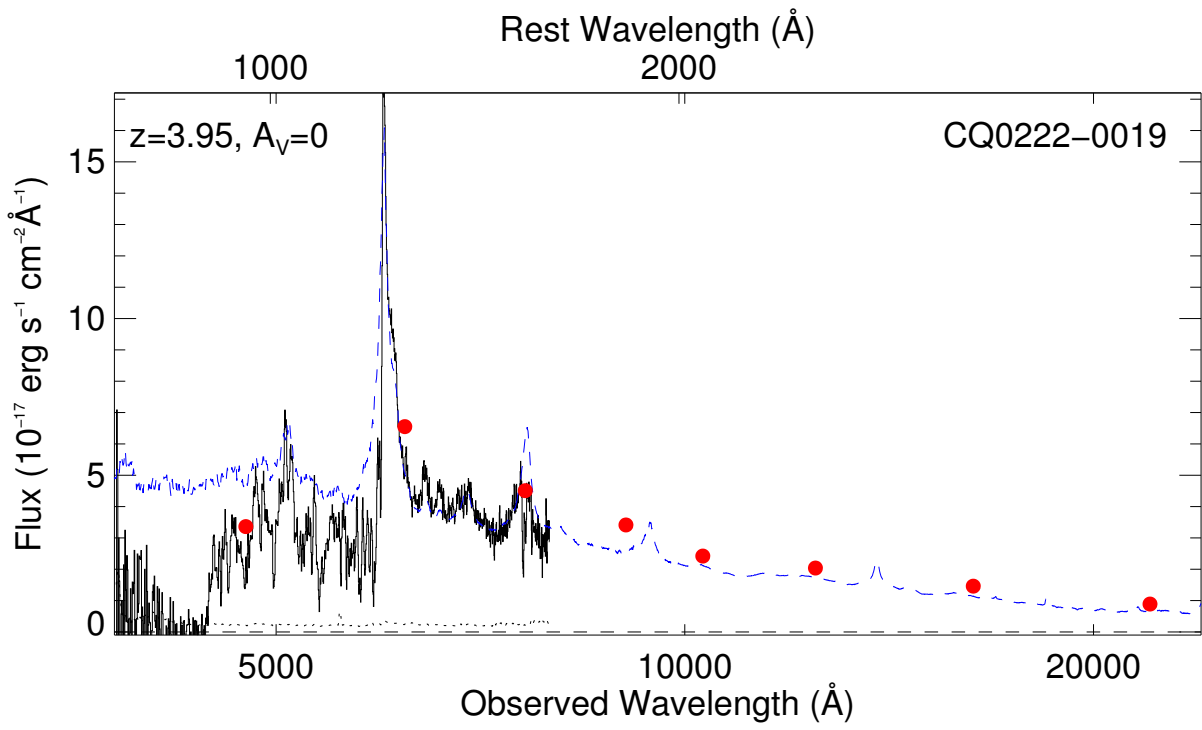 Rest Wavelength (Å)
1000 2000
z=3.95, A_V=0 CQ0222−0019
15
10
5
0
Flux (10⁻¹⁷ erg s⁻¹ cm⁻²Å⁻¹)
5000 10000 20000
Observed Wavelength (Å)